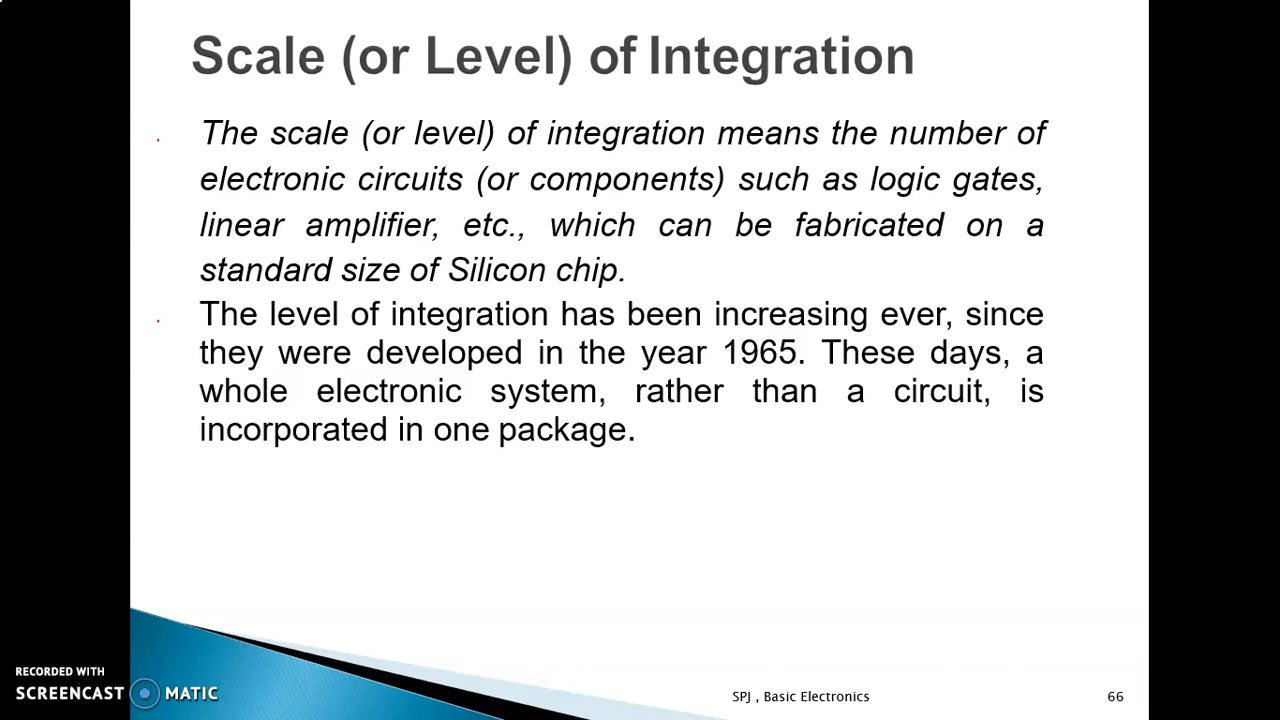 Scale (or Level) of Integration
The scale (or level) of integration means the number of
electronic circuits (or components) such as logic gates,
linear amplifier, etc., which can be fabricated on a
standard size of Silicon chip.
The level of integration has been increasing ever, since
they were developed in the year 1965. These days, a
whole electronic system, rather than a circuit, is
incorporated in one package.
RECORDED WITH
SCREENCAST MATIC
SPJ , Basic Electronics
66